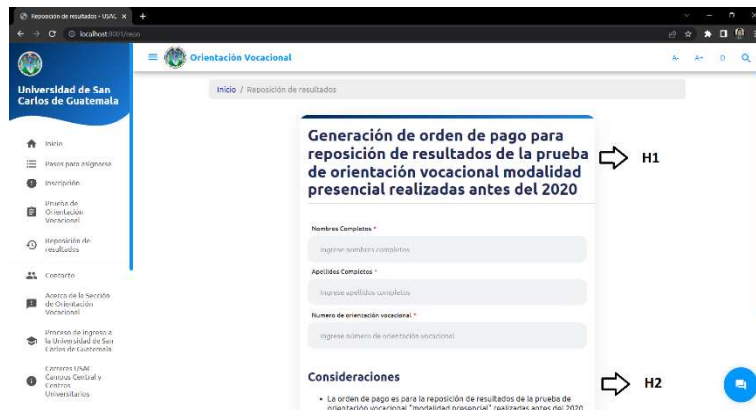 Reposición de resultados - USAC
localhost:8001/repo
Orientación Vocacional
A-
A+
Universidad de San
Carlos de Guatemala
Inicio / Reposición de resultados
Inicio
Pasos para asignarse
Inscripción
Prueba de
Orientación
Vocacional
Reposición de
resultados
Contacto
Acerca de la Sección
de Orientación
Vocacional
Proceso de ingreso a
la Universidad de San
Carlos de Guatemala
Carreras USAC
Campus Central y
Centros
Universitarios
Generación de orden de pago para
reposición de resultados de la prueba
de orientación vocacional modalidad
presencial realizadas antes del 2020
H1
Nombres Completos *
Ingrese nombres completos
Apellidos Completos *
Ingrese apellidos completos
Numero de orientación vocacional *
Ingrese número de orientación vocacional
Consideraciones
H2
• La orden de pago es para la reposición de resultados de la prueba de
orientación vocacional "modalidad presencial" realizadas antes del 2020